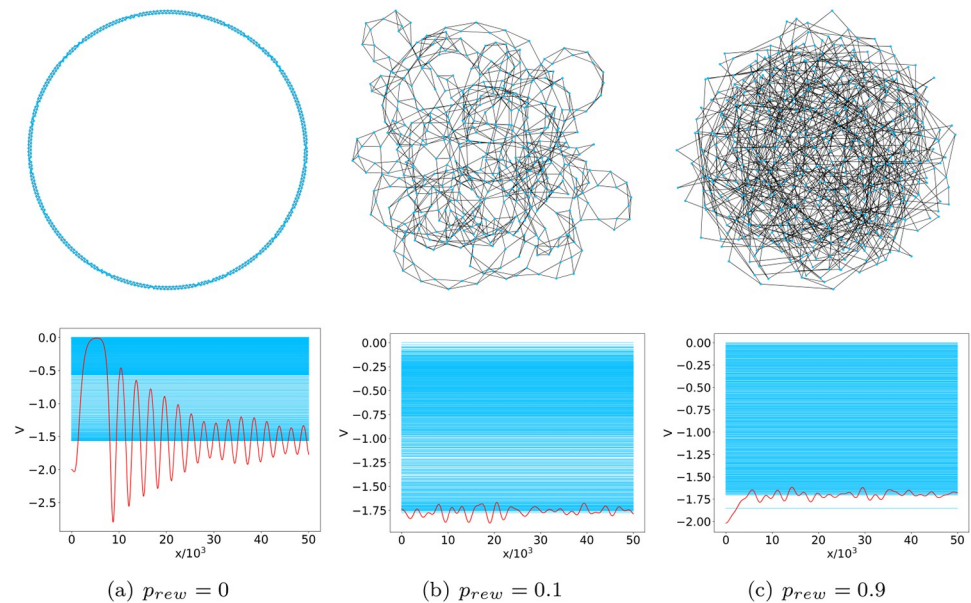 0.0
−0.5
−1.0
−1.5
−2.0
−2.5
V
0 10 20 30 40 50
x/10³
0.00
−0.25
−0.50
−0.75
−1.00
−1.25
−1.50
−1.75
V
0 10 20 30 40 50
x/10³
0.00
−0.25
−0.50
−0.75
−1.00
−1.25
−1.50
−1.75
−2.00
V
0 10 20 30 40 50
x/10³
(a) p_rew = 0
(b) p_rew = 0.1
(c) p_rew = 0.9